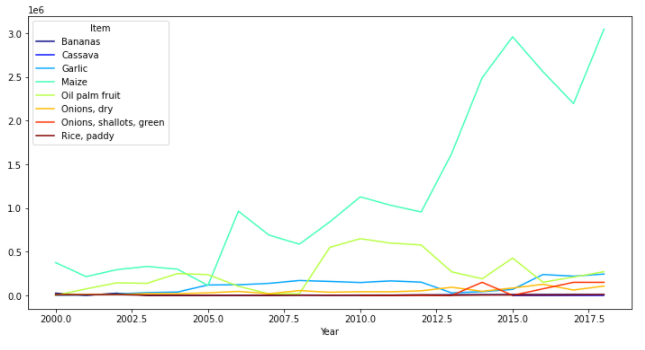 1e6
3.0
2.5
2.0
1.5
1.0
0.5
0.0
Item
Bananas
Cassava
Garlic
Maize
Oil palm fruit
Onions, dry
Onions, shallots, green
Rice, paddy
2000.0 2002.5 2005.0 2007.5 2010.0 2012.5 2015.0 2017.5
Year